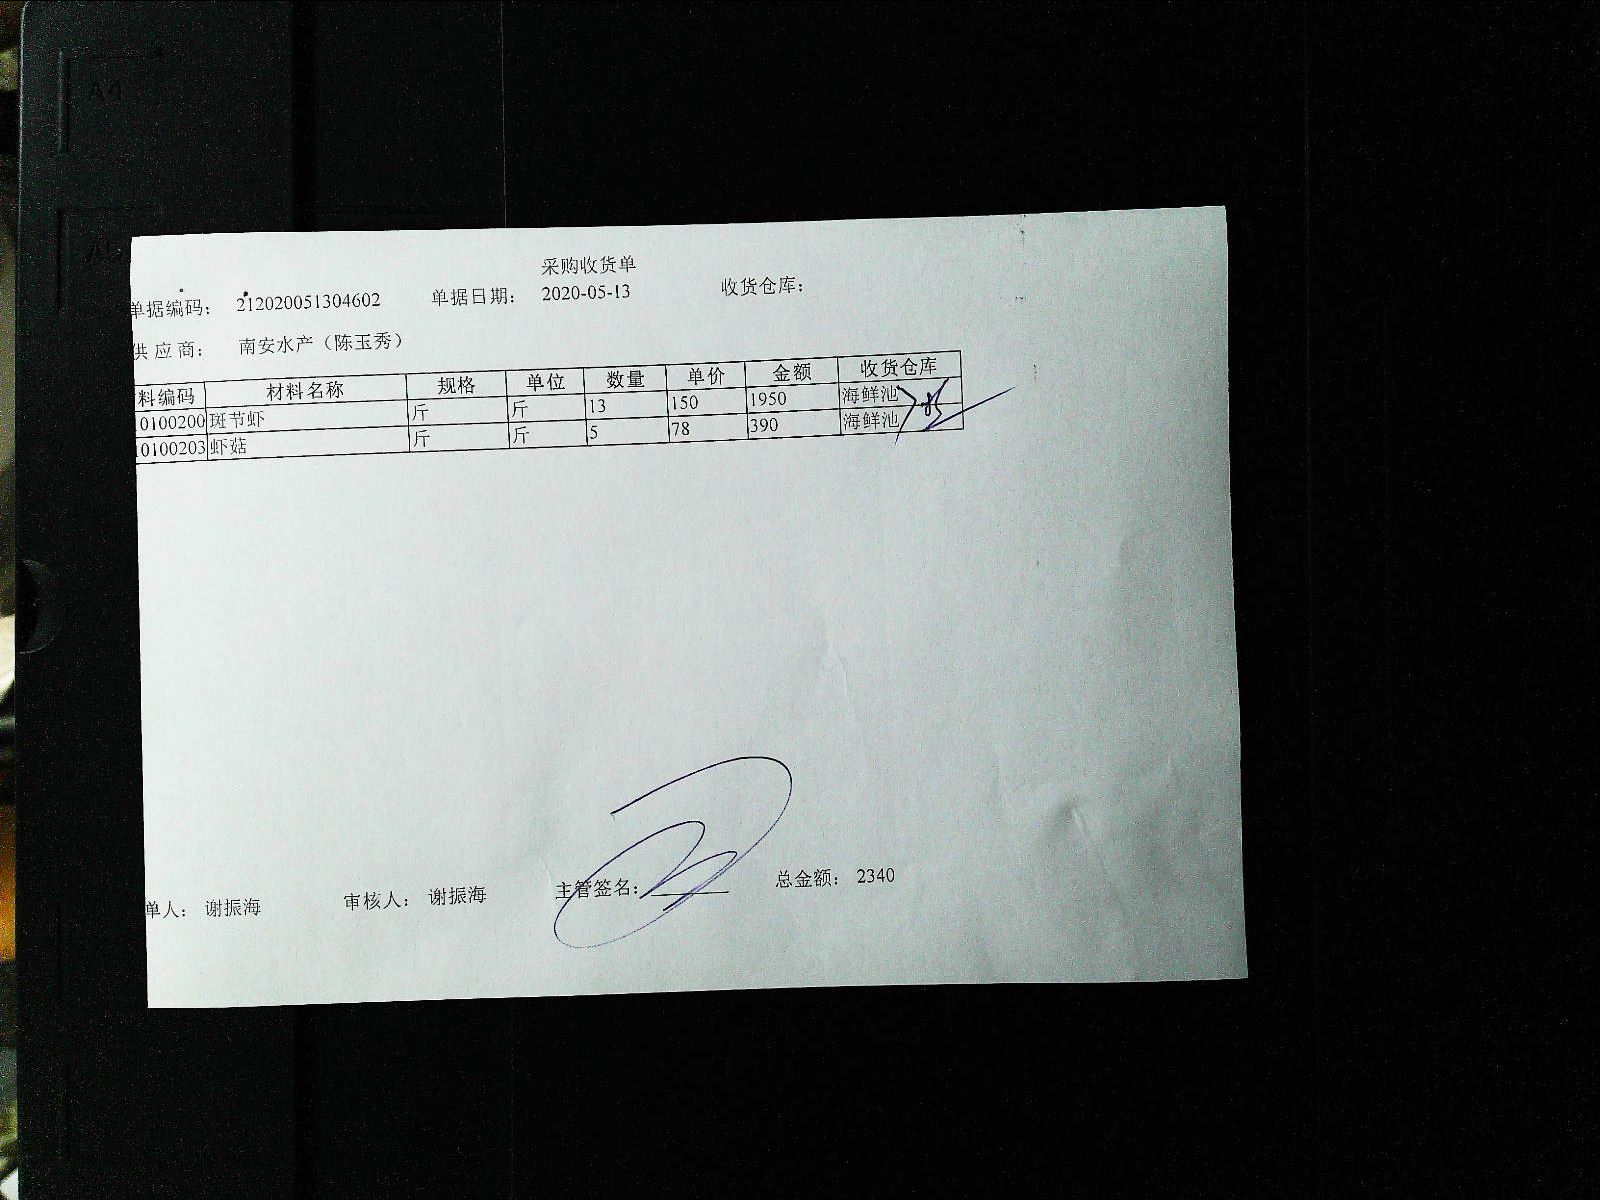 A4
A5
采购收货单
单据编码： 212020051304602 单据日期： 2020-05-13 收货仓库：
供 应 商： 南安水产（陈玉秀）
料编码 材料名称 规格 单位 数量 单价 金额 收货仓库
0100200 斑节虾 斤 斤 13 150 1950 海鲜池
10100203 虾菇 斤 斤 5 78 390 海鲜池
单人： 谢振海 审核人： 谢振海 主管签名： 总金额： 2340